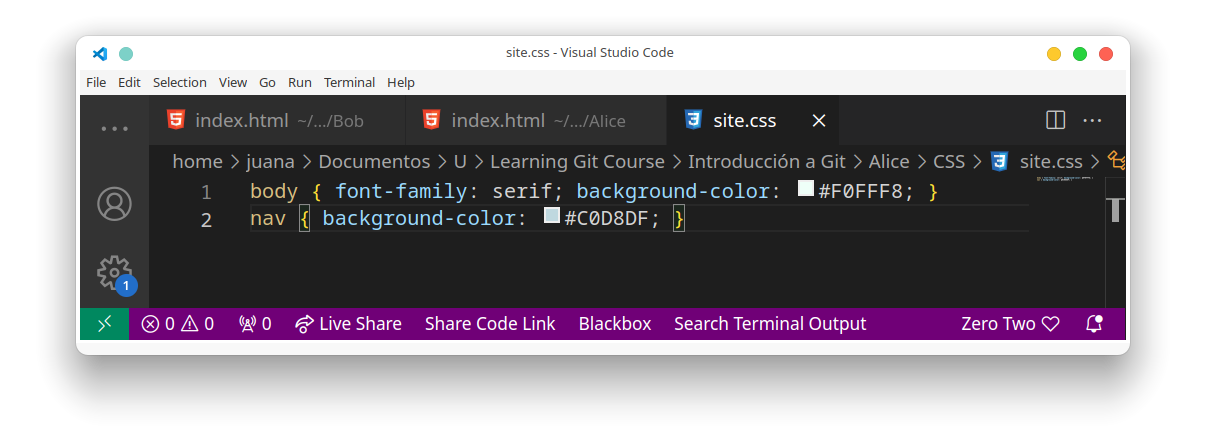 site.css - Visual Studio Code
File Edit Selection View Go Run Terminal Help
index.html ~/.../Bob index.html ~/.../Alice site.css
home > juana > Documentos > U > Learning Git Course > Introducción a Git > Alice > CSS > site.css >
1 body { font-family: serif; background-color: #F0FFF8; }
2 nav { background-color: #C0D8DF; }
1
0 0 0 Live Share Share Code Link Blackbox Search Terminal Output Zero Two